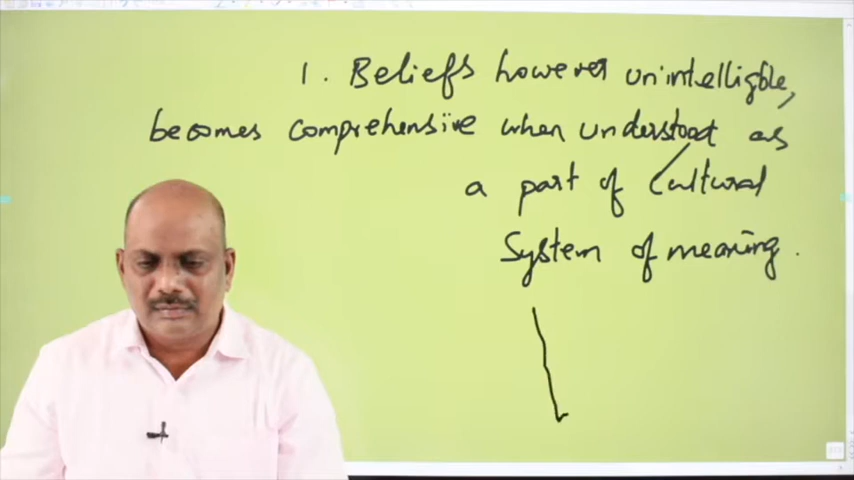 1. Beliefs however unintelligible,
becomes comprehensive when understood as
a part of Cultural
System of meaning.